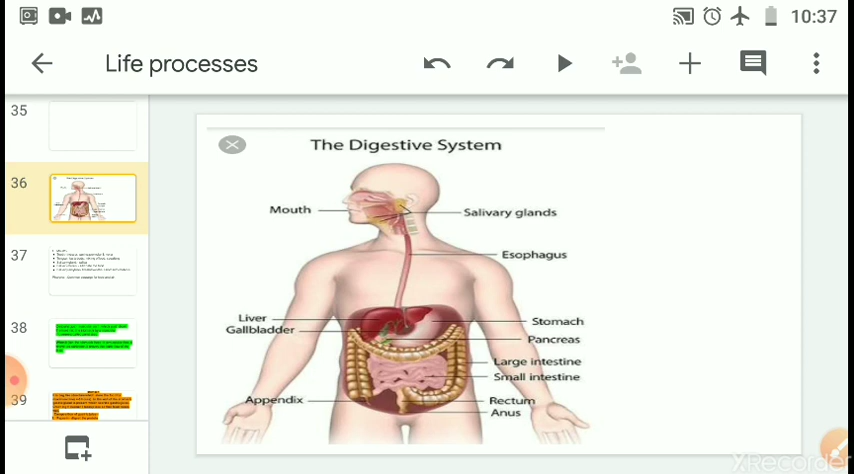 10:37
Life processes
35
36
37
38
39
The Digestive System
Mouth
Salivary glands
Esophagus
Liver
Gallbladder
Stomach
Pancreas
Large intestine
Small intestine
Appendix
Rectum
Anus
XRecorder